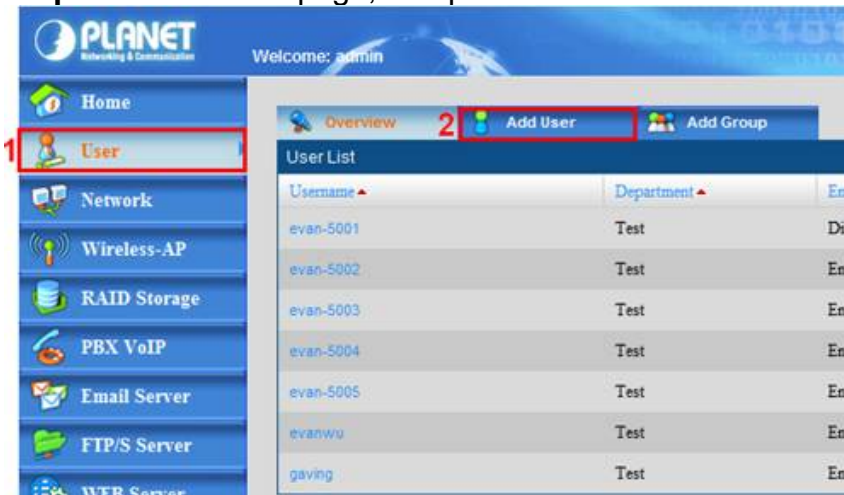 PLANET
Networking & Communication
Welcome: admin
Home
1 User
Network
Wireless-AP
RAID Storage
PBX VoIP
Email Server
FTP/S Server
WEB Server
Overview 2 Add User Add Group
User List
Username Department
evan-5001 Test
evan-5002 Test
evan-5003 Test
evan-5004 Test
evan-5005 Test
evanwu Test
gaving Test